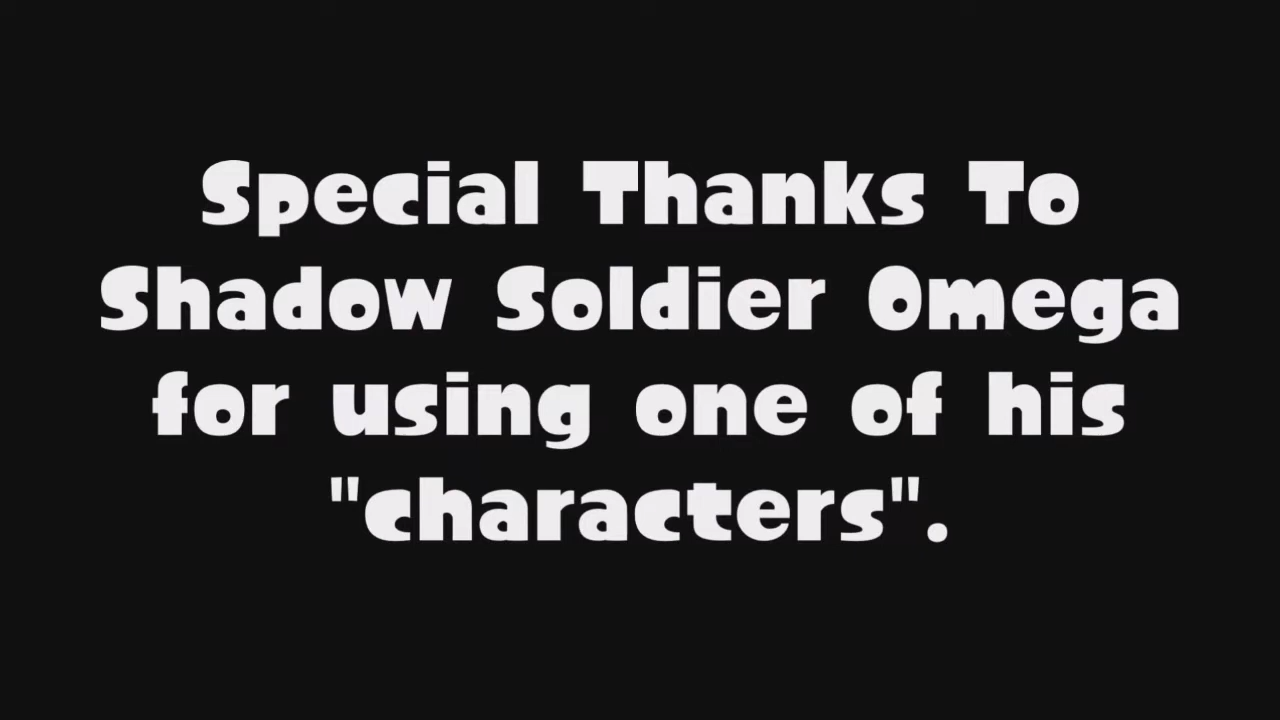 Special Thanks To
Shadow Soldier Omega
for using one of his
"characters".